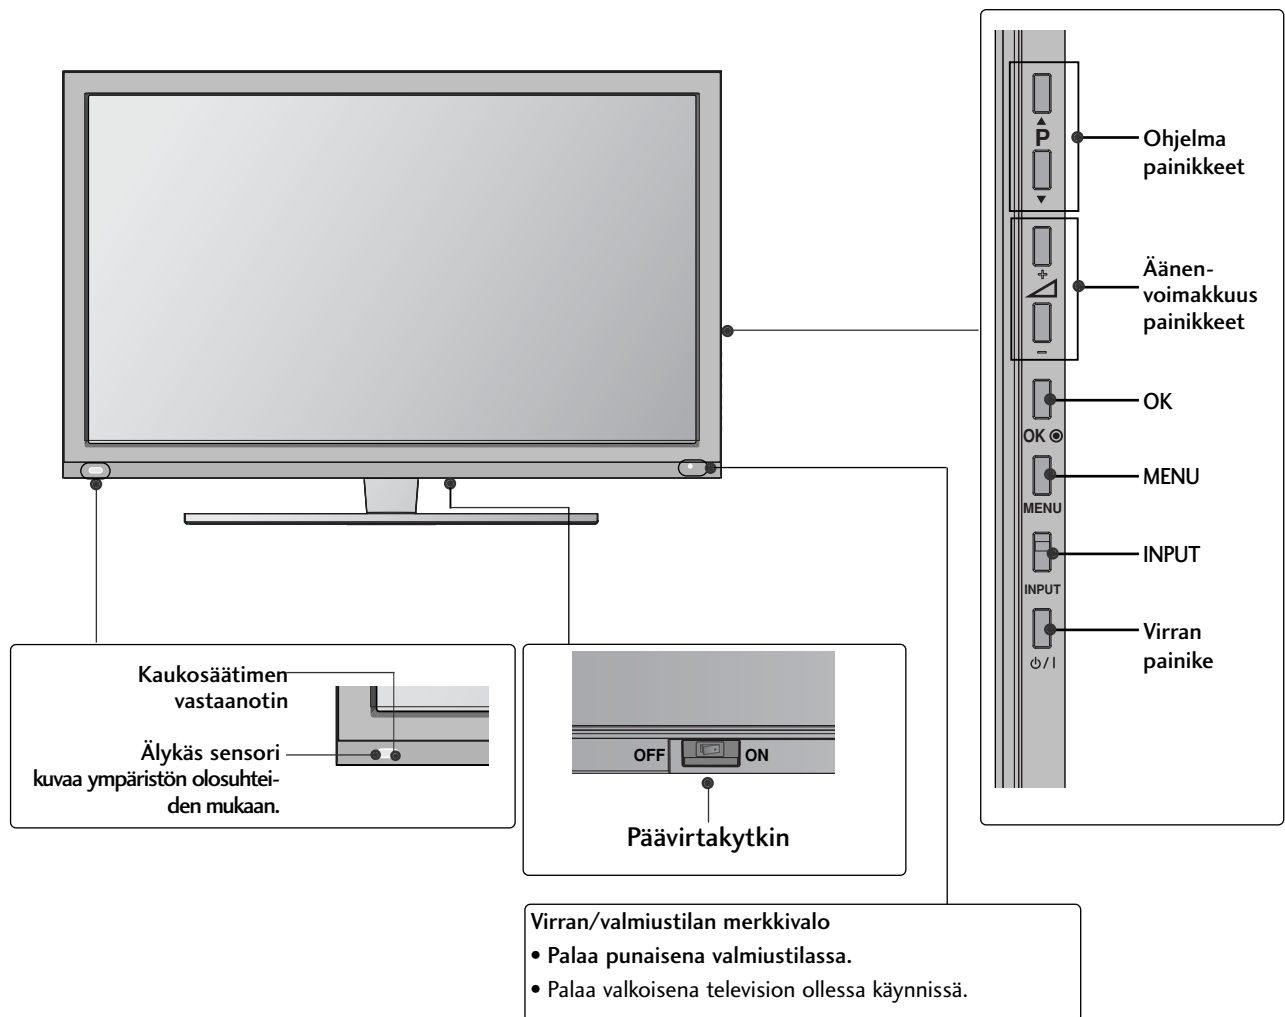 P
Ohjelma
painikkeet
+
Äänen-
voimakkuus
painikkeet
–
OK
OK
MENU
MENU
INPUT
INPUT
Virran
painike
/ I
Kaukosäätimen
vastaanotin
Älykäs sensori
kuvaa ympäristön olosuhtei-
den mukaan.
OFF ON
Päävirtakytkin
Virran/valmiustilan merkkivalo
• Palaa punaisena valmiustilassa.
• Palaa valkoisena television ollessa käynnissä.